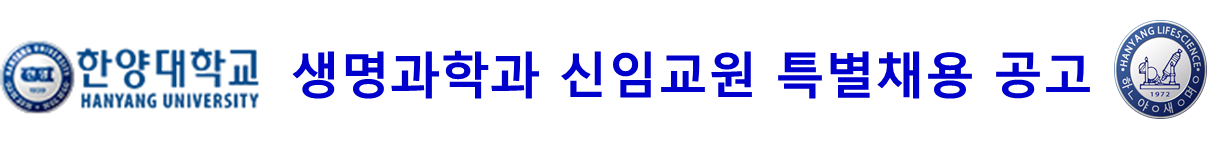 한양대학교
HANYANG UNIVERSITY
생명과학과 신임교원 특별채용 공고
HANYANG LIFESCIENCE
1972